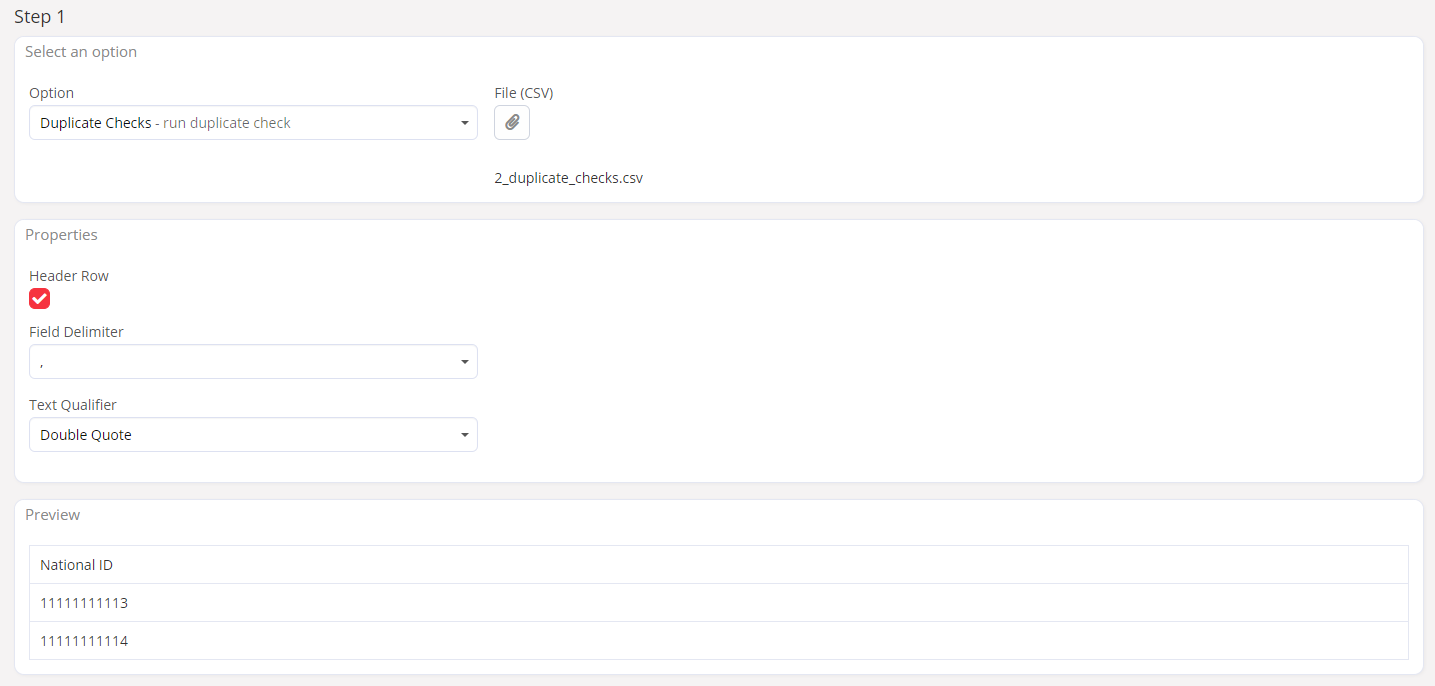 Step 1
Select an option
Option
File (CSV)
Duplicate Checks - run duplicate check
2_duplicate_checks.csv
Properties
Header Row
Field Delimiter
,
Text Qualifier
Double Quote
Preview
National ID
11111111113
11111111114